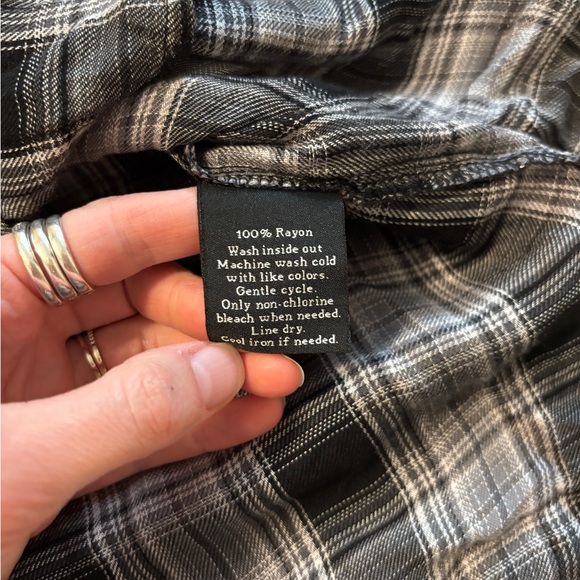 100% Rayon
Wash inside out
Machine wash cold
with like colors.
Gentle cycle.
Only non-chlorine
bleach when needed.
Line dry.
Cool iron if needed.